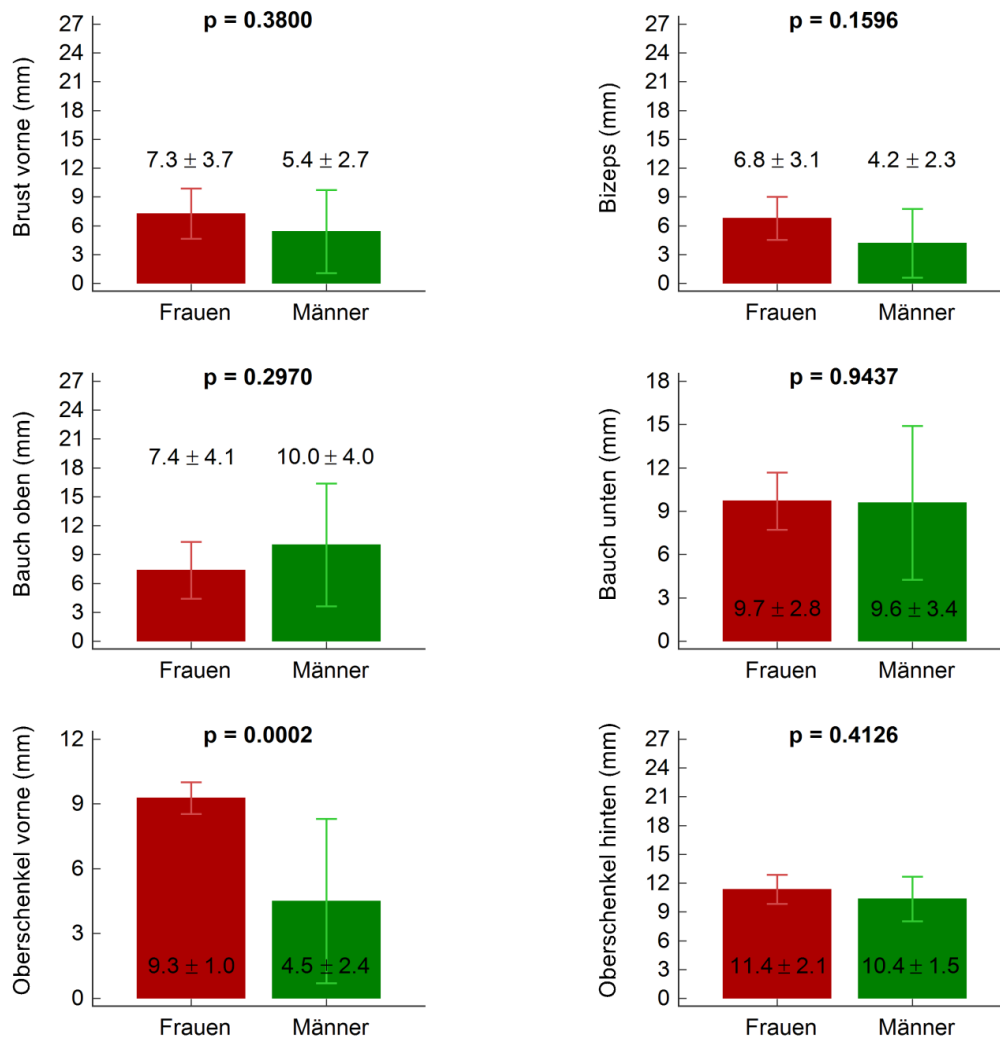 p = 0.3800
Brust vorne (mm)
27
24
21
18
15
12
9
6
3
0
7.3 ± 3.7
5.4 ± 2.7
Frauen
Männer
p = 0.1596
Bizeps (mm)
27
24
21
18
15
12
9
6
3
0
6.8 ± 3.1
4.2 ± 2.3
Frauen
Männer
p = 0.2970
Bauch oben (mm)
27
24
21
18
15
12
9
6
3
0
7.4 ± 4.1
10.0 ± 4.0
Frauen
Männer
p = 0.9437
Bauch unten (mm)
18
15
12
9
6
3
0
9.7 ± 2.8
9.6 ± 3.4
Frauen
Männer
p = 0.0002
Oberschenkel vorne (mm)
12
9
6
3
0
9.3 ± 1.0
4.5 ± 2.4
Frauen
Männer
p = 0.4126
Oberschenkel hinten (mm)
27
24
21
18
15
12
9
6
3
0
11.4 ± 2.1
10.4 ± 1.5
Frauen
Männer